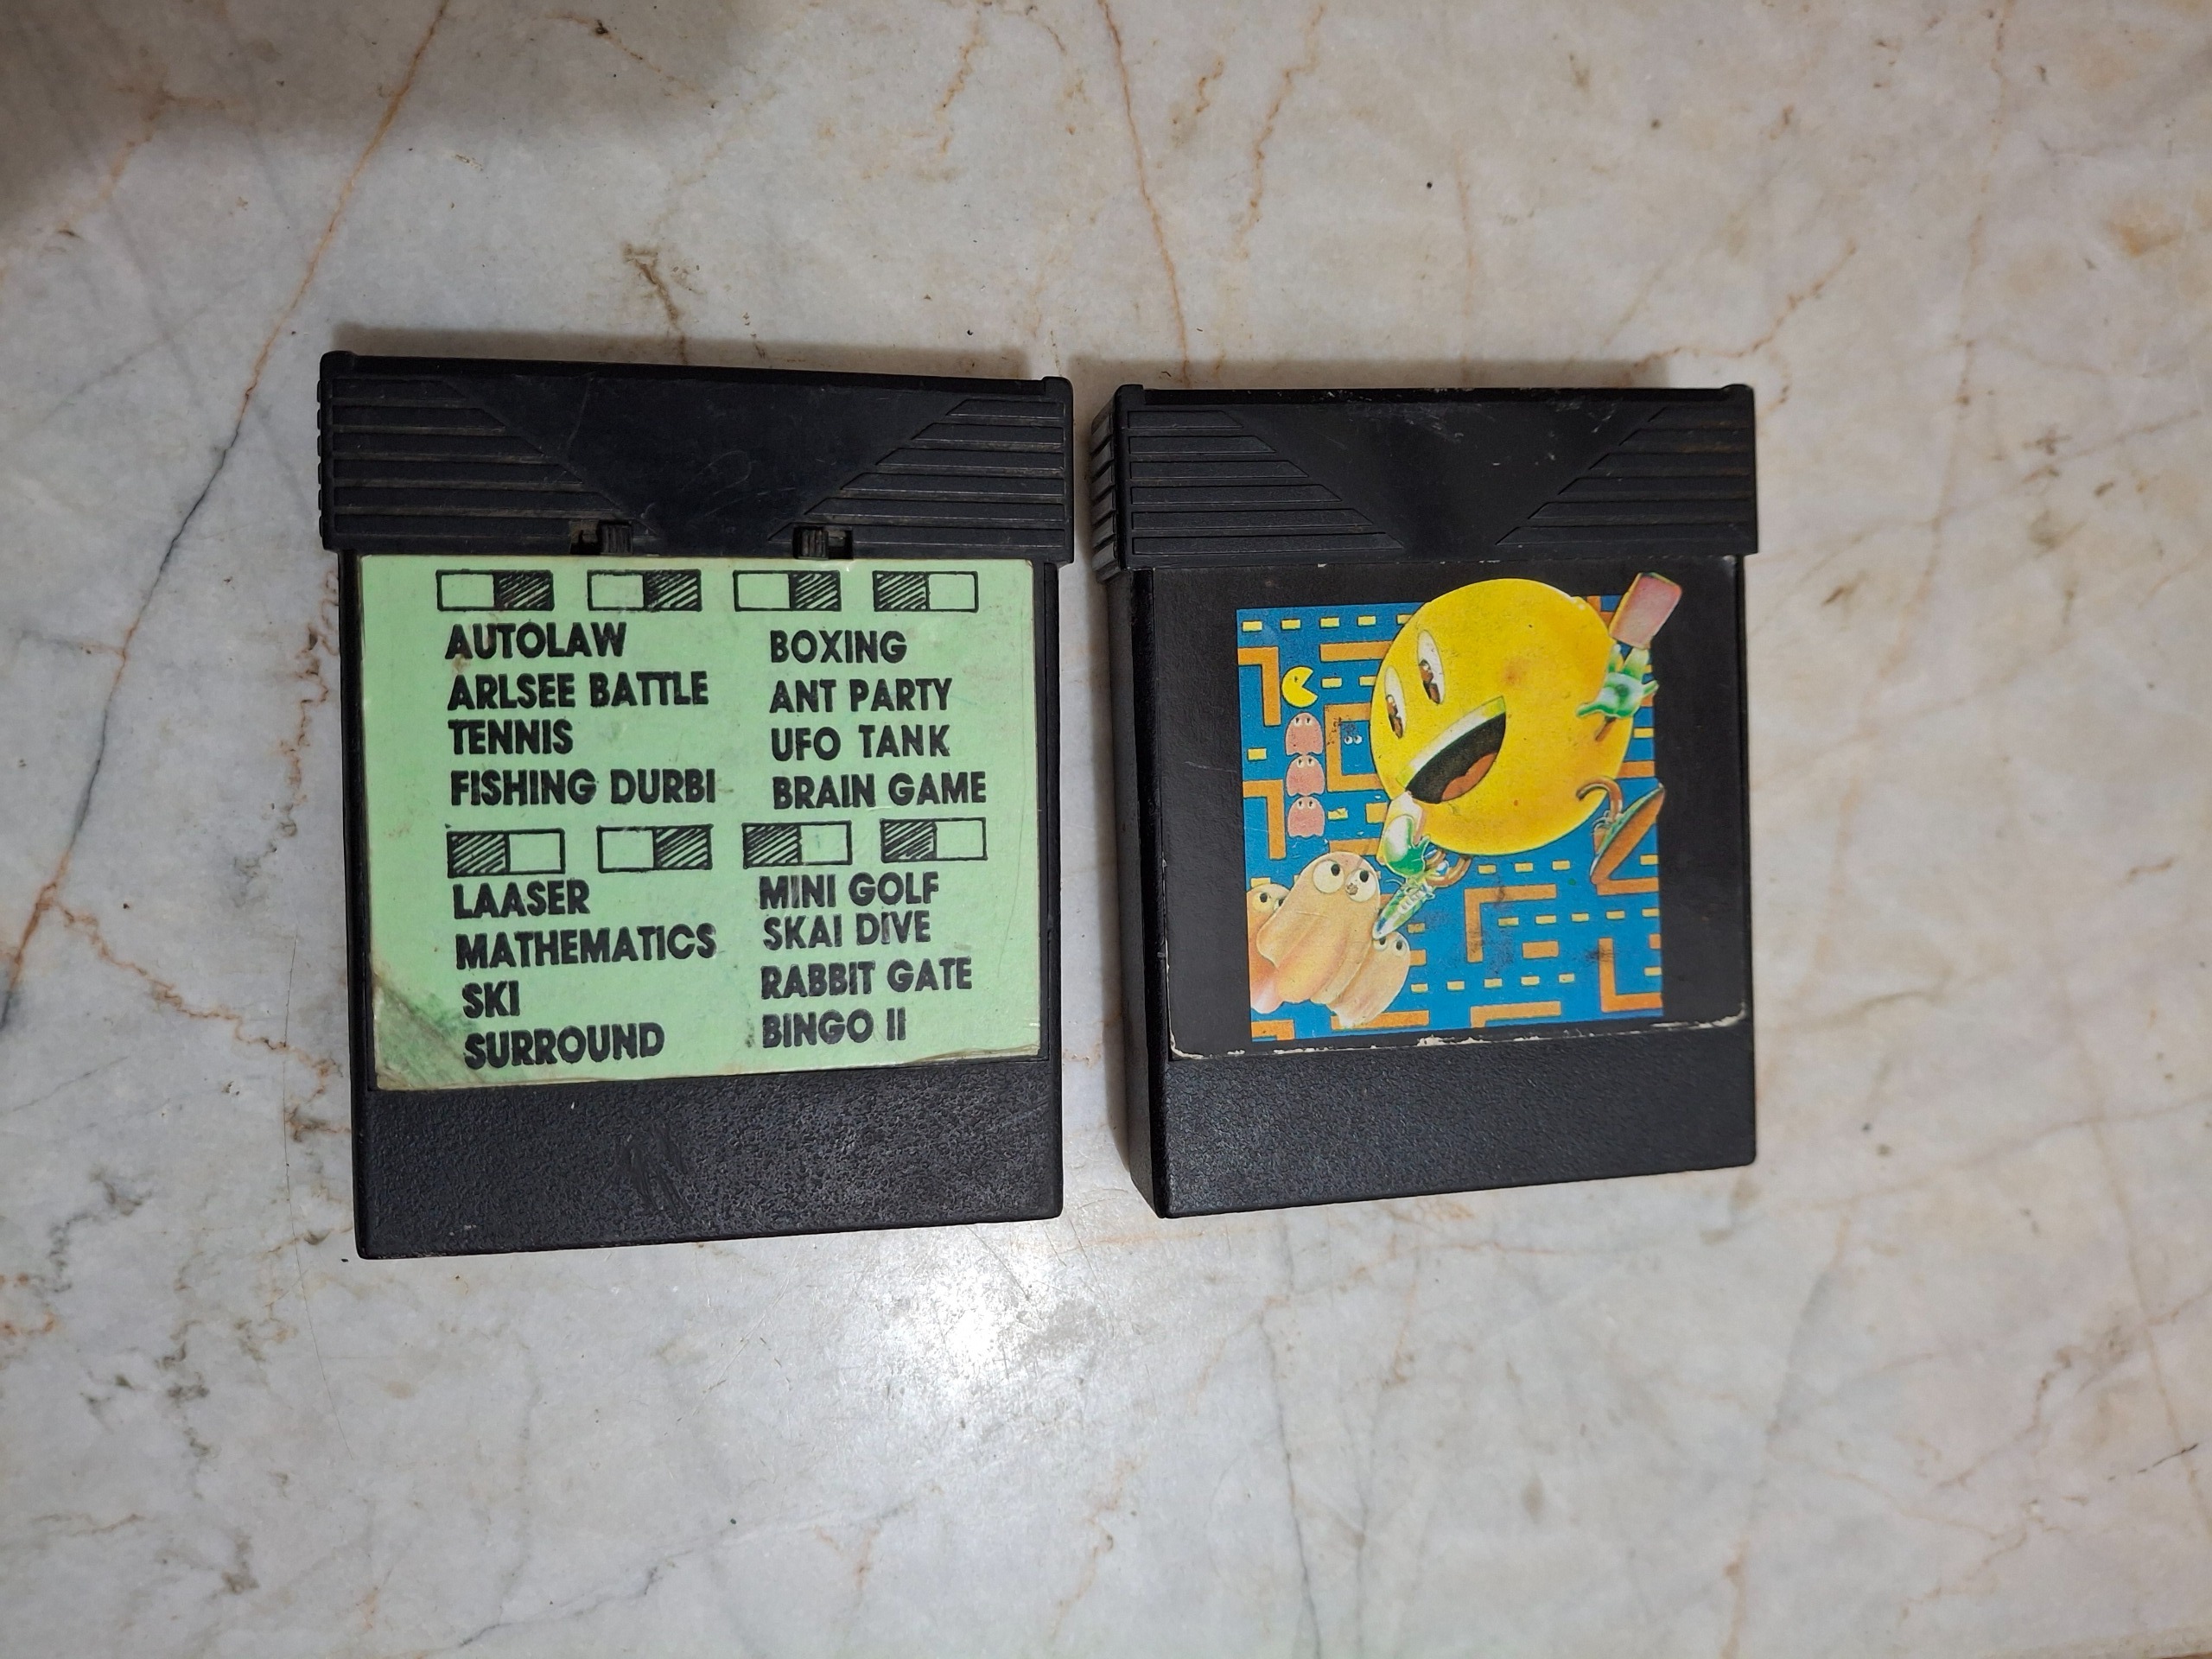 AUTOLAW
ARLSEE BATTLE
TENNIS
FISHING DURBI
BOXING
ANT PARTY
UFO TANK
BRAIN GAME
LAASER
MATHEMATICS
SKI
SURROUND
MINI GOLF
SKAI DIVE
RABBIT GATE
BINGO II